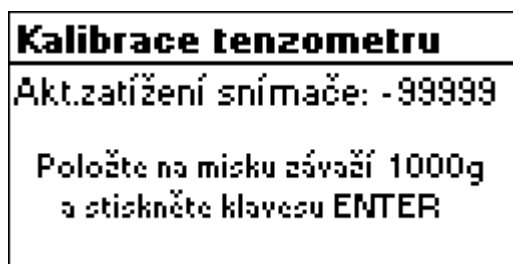 Kalibrace tenzometru
Akt.zatížení snímače: -99999
Položte na misku závaží 1000g
a stiskněte klavesu ENTER